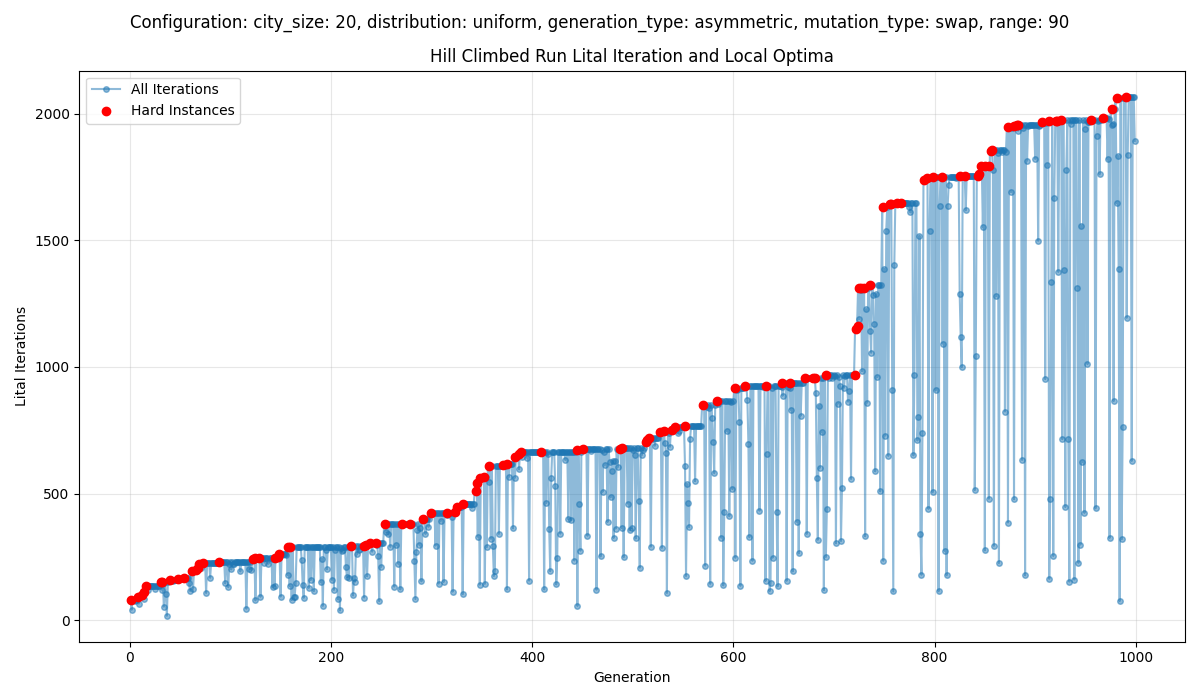 Configuration: city_size: 20, distribution: uniform, generation_type: asymmetric, mutation_type: swap, range: 90
Hill Climbed Run Lital Iteration and Local Optima
All Iterations
Hard Instances
2000
1500
1000
500
0
Lital Iterations
0 200 400 600 800 1000
Generation